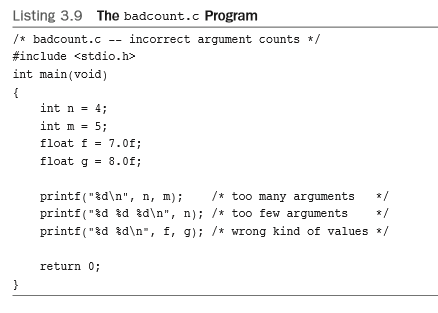 Listing 3.9 The badcount.c Program
/* badcount.c -- incorrect argument counts */
#include <stdio.h>
int main(void)
{
    int n = 4;
    int m = 5;
    float f = 7.0f;
    float g = 8.0f;
    printf("%d\n", n, m);    /* too many arguments   */
    printf("%d %d %d\n", n); /* too few arguments    */
    printf("%d %d\n", f, g); /* wrong kind of values */
    return 0;
}